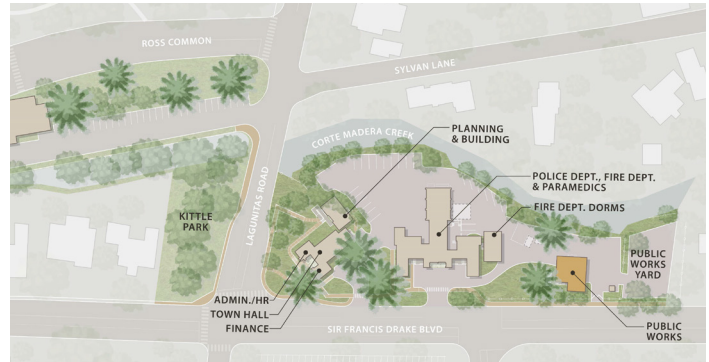 ROSS COMMON
SYLVAN LANE
CORTE MADERA CREEK
PLANNING
& BUILDING
POLICE DEPT., FIRE DEPT.
& PARAMEDICS
FIRE DEPT. DORMS
KITTLE
PARK
LAGUNITAS ROAD
PUBLIC
WORKS
YARD
ADMIN./HR
TOWN HALL
FINANCE
SIR FRANCIS DRAKE BLVD
PUBLIC
WORKS